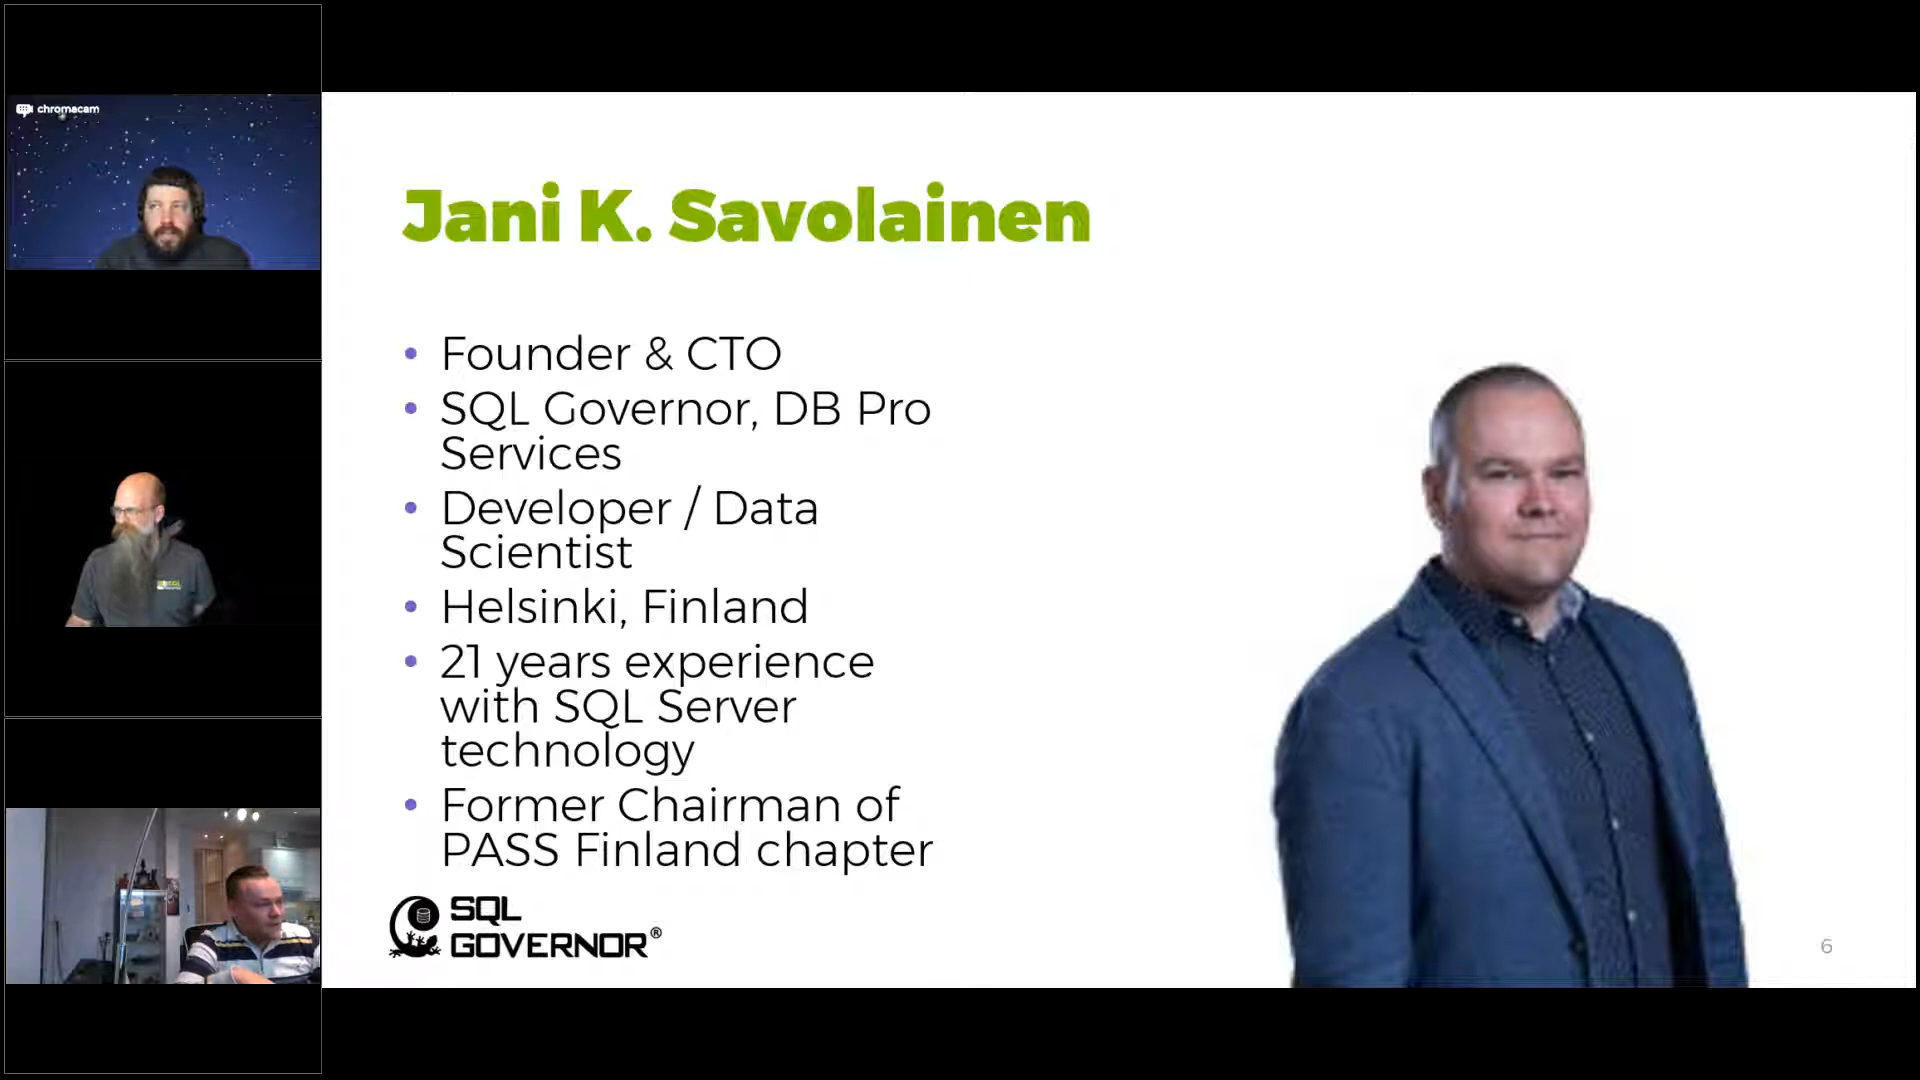 chromacam
Jani K. Savolainen
• Founder & CTO
• SQL Governor, DB Pro
Services
• Developer / Data
Scientist
• Helsinki, Finland
• 21 years experience
with SQL Server
technology
• Former Chairman of
PASS Finland chapter
SQL
GOVERNOR®
6